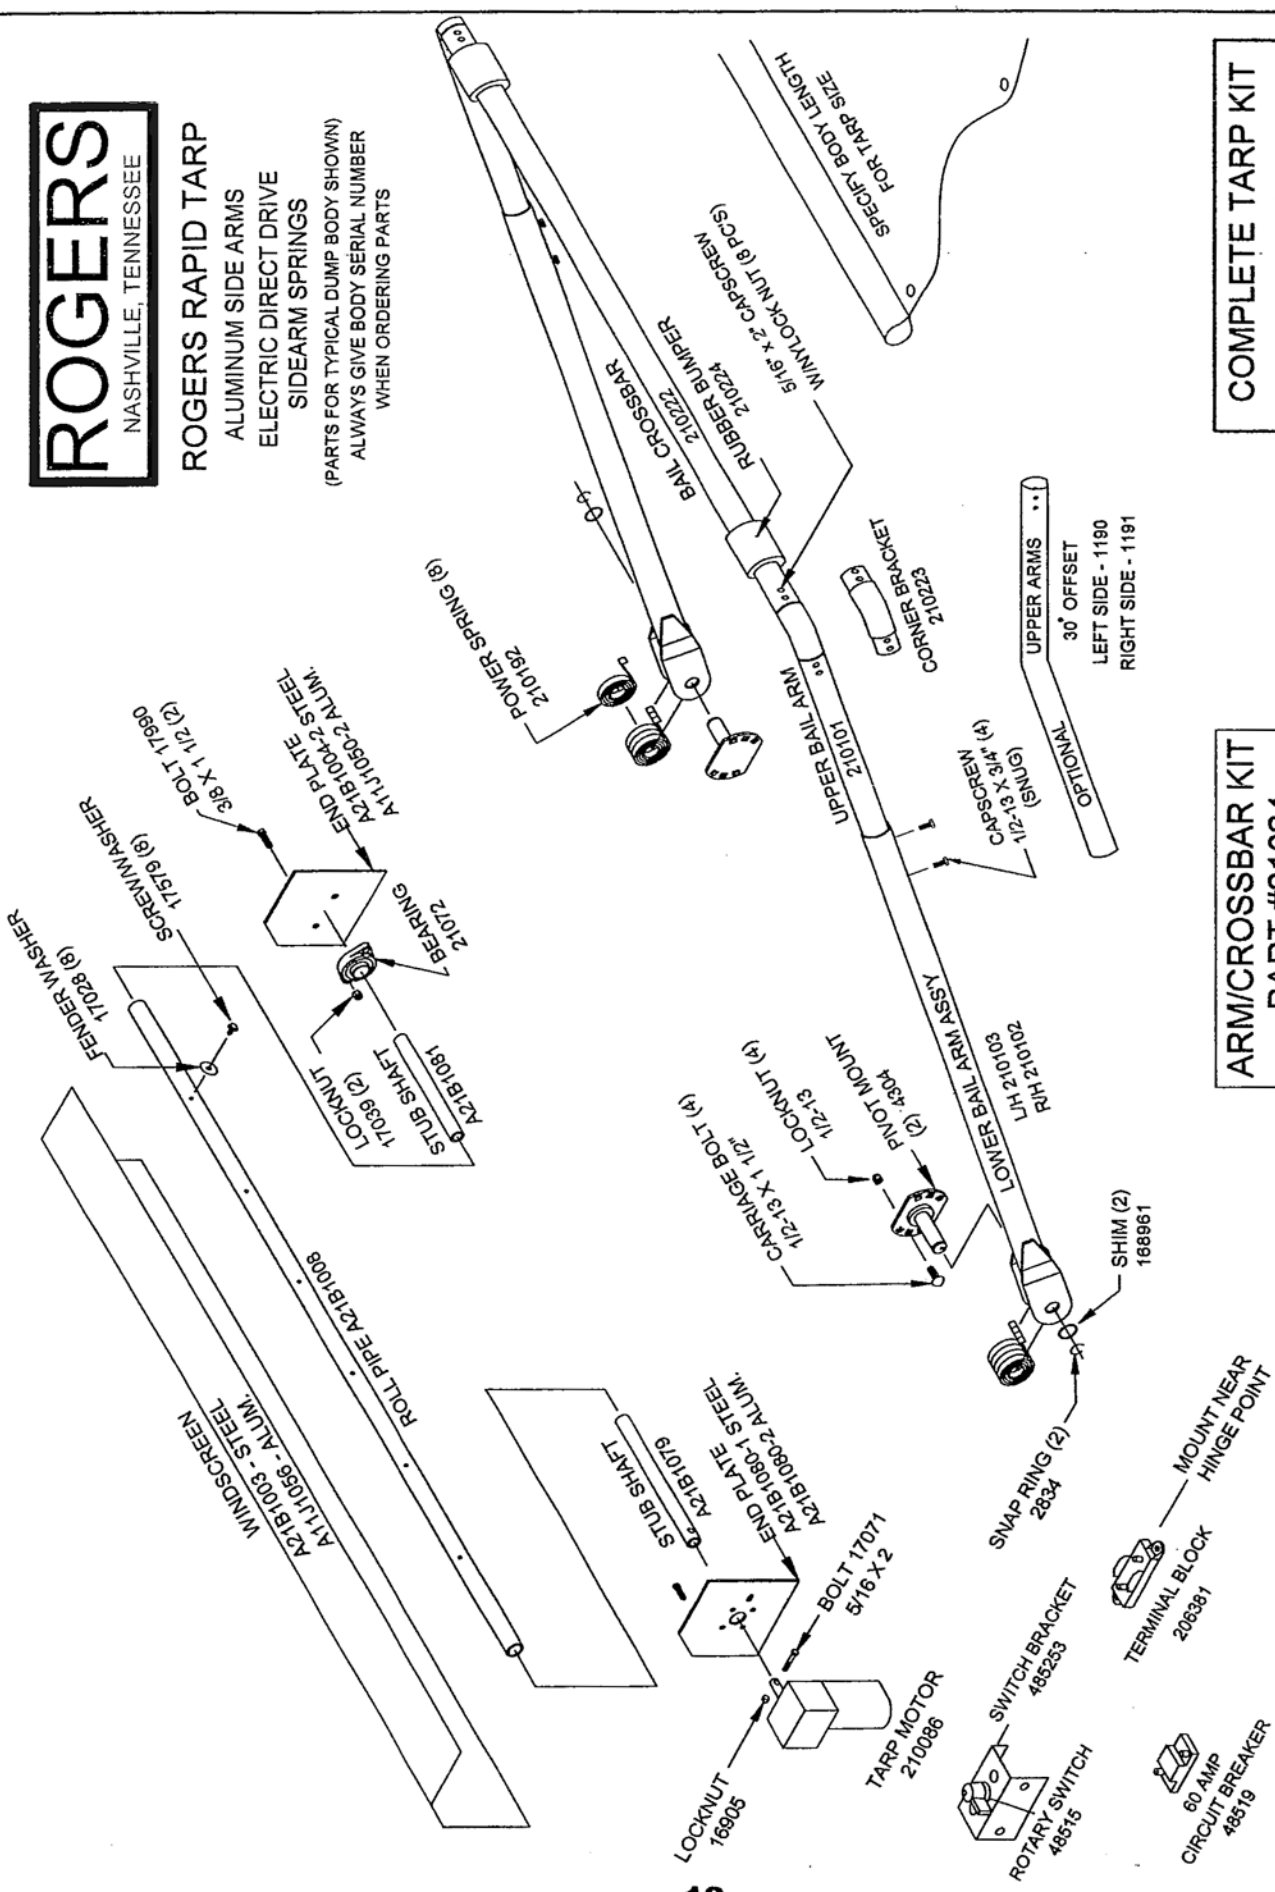 ROGERS
NASHVILLE, TENNESSEE
ROGERS RAPID TARP
ALUMINUM SIDE ARMS
ELECTRIC DIRECT DRIVE
SIDEARM SPRINGS
(PARTS FOR TYPICAL DUMP BODY SHOWN)
ALWAYS GIVE BODY SERIAL NUMBER
WHEN ORDERING PARTS
FENDER WASHER
17028 (8)
SCREW/WASHER
17579 (8)
BOLT 17990
3/8 X 1 1/2 (2)
END PLATE
A21B1004-2 STEEL
A11J1050-2 ALUM.
BEARING
21072
LOCKNUT
17039 (2)
STUB SHAFT
A21B1081
POWER SPRING (8)
210192
BAIL CROSSBAR
210222
RUBBER BUMPER
210224
5/16" X 2" CAPSCREW
W/NYLOCK NUT (8 PCS)
SPECIFY BODY LENGTH
FOR TARP SIZE
WINDSCREEN
A21B1003 - STEEL
A11J1056 - ALUM.
ROLL PIPE A21B1008
STUB SHAFT
A21B1079
END PLATE
A21B1080-1 STEEL
A21B1080-2 ALUM.
BOLT 17071
5/16 X 2
LOCKNUT
16905
TARP MOTOR
210086
CARRIAGE BOLT (4)
1/2-13 X 1 1/2"
LOCKNUT (4)
1/2-13
PIVOT MOUNT
(2) 4304
UPPER BAIL ARM
210101
CORNER BRACKET
210223
CAPSCREW
1/2-13 X 3/4" (4)
(SNUG)
LOWER BAIL ARM ASS'Y
L/H 210103
R/H 210102
OPTIONAL
UPPER ARMS
30° OFFSET
LEFT SIDE - 1190
RIGHT SIDE - 1191
SHIM (2)
168961
SNAP RING (2)
2834
SWITCH BRACKET
485253
ROTARY SWITCH
48515
MOUNT NEAR
HINGE POINT
TERMINAL BLOCK
206381
60 AMP
CIRCUIT BREAKER
48519
ARM/CROSSBAR KIT
COMPLETE TARP KIT